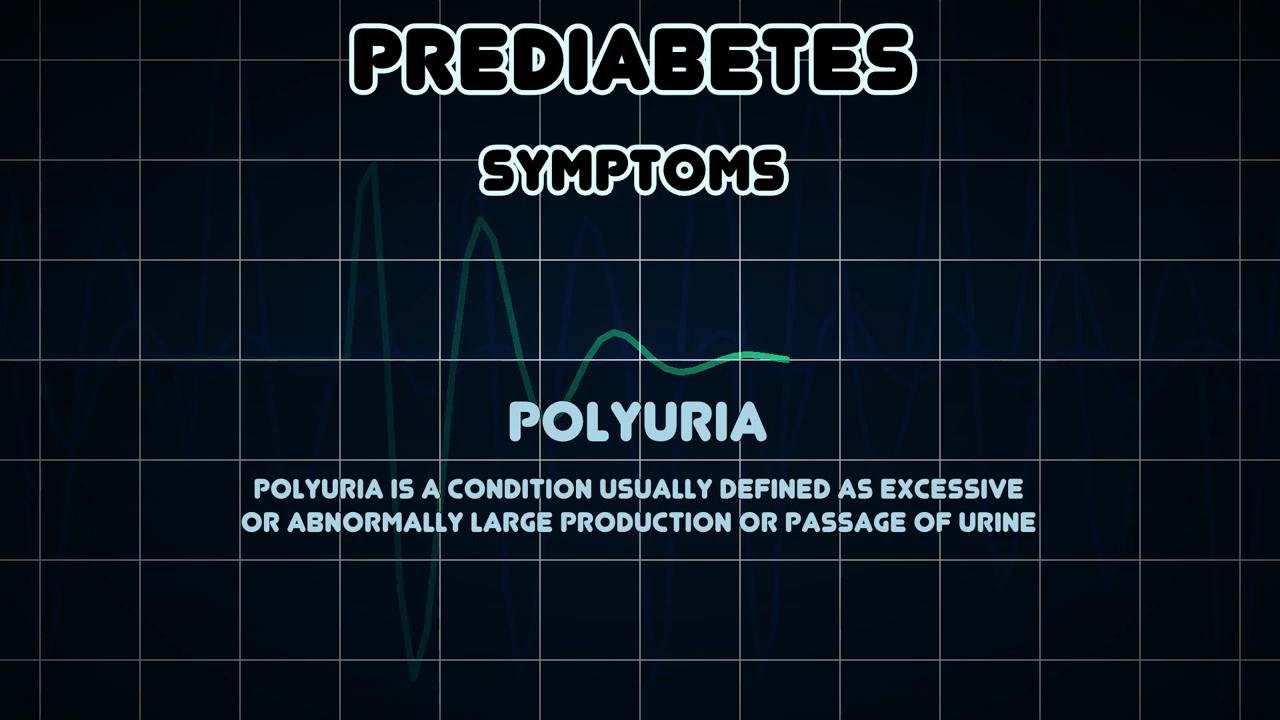 PREDIABETES
SYMPTOMS
POLYURIA
POLYURIA IS A CONDITION USUALLY DEFINED AS EXCESSIVE
OR ABNORMALLY LARGE PRODUCTION OR PASSAGE OF URINE